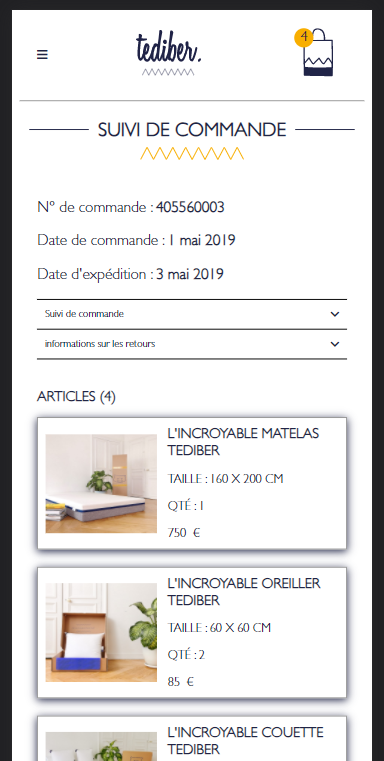 tediber.
4
SUIVI DE COMMANDE
N° de commande : 405560003
Date de commande : 1 mai 2019
Date d'expédition : 3 mai 2019
Suivi de commande
informations sur les retours
ARTICLES (4)
L'INCROYABLE MATELAS
TEDIBER
TAILLE : 160 X 200 CM
QTÉ : 1
750 €
L'INCROYABLE OREILLER
TEDIBER
TAILLE : 60 X 60 CM
QTÉ : 2
85 €
L'INCROYABLE COUETTE
TEDIBER